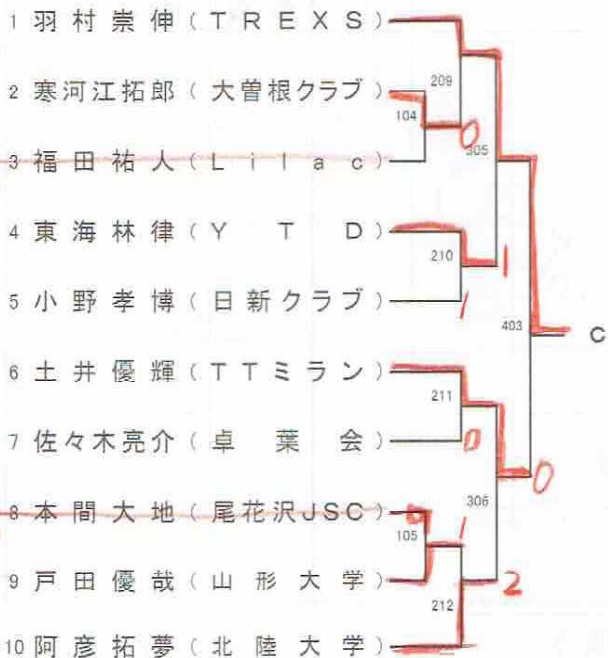 1 羽村崇伸 (TREXS)
209
2 寒河江拓郎 (大曽根クラブ)
104
0
305
3 福田祐人 (Lilac)
4 東海林律 (YTD)
210
1
5 小野孝博 (日新クラブ)
1
403
C
6 土井優輝 (TTミラン)
211
7 佐々木亮介 (卓葉会)
0
0
306
8 本間大地 (尾花沢JSC)
105
1
9 戸田優哉 (山形大学)
2
212
10 阿彦拓夢 (北陸大学)